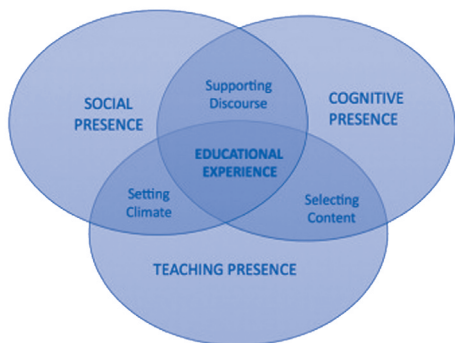 Supporting
Discourse
SOCIAL
PRESENCE
COGNITIVE
PRESENCE
EDUCATIONAL
EXPERIENCE
Setting
Climate
Selecting
Content
TEACHING PRESENCE